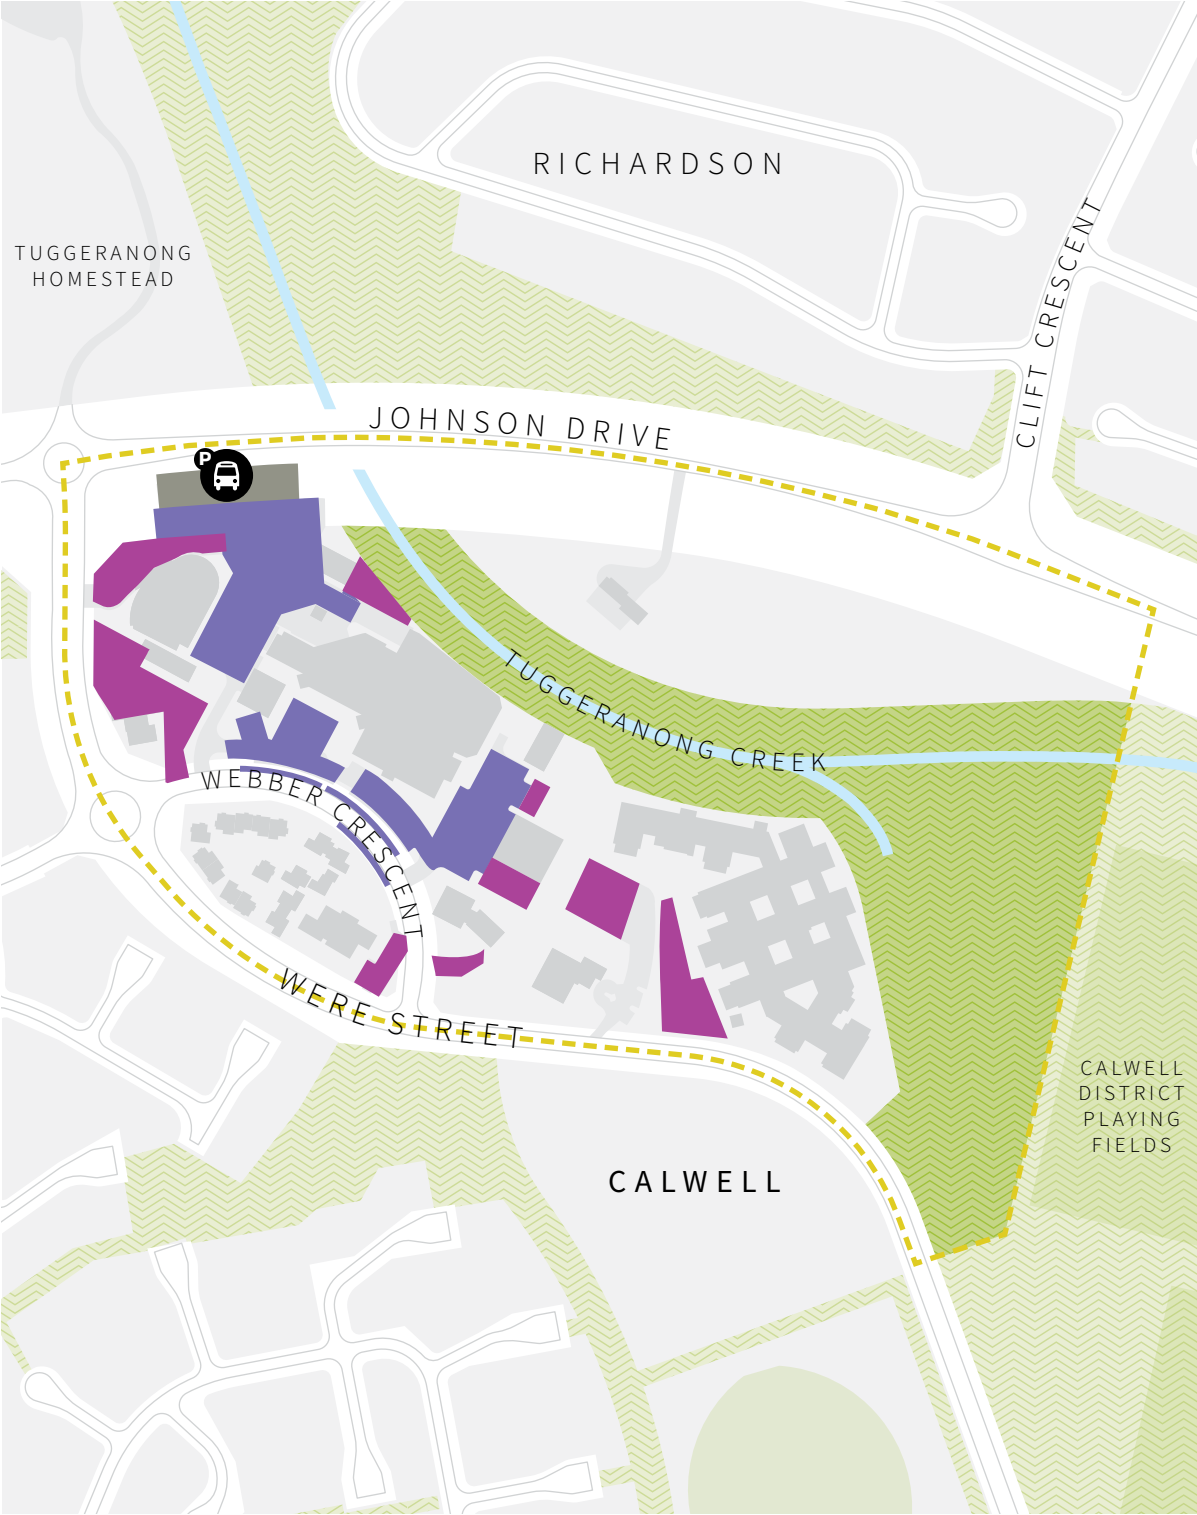 RICHARDSON
CLIFT CRESCENT
TUGGERANONG
HOMESTEAD
JOHNSON DRIVE
P
TUGGERANONG CREEK
WEBBER CRESCENT
WERE STREET
CALWELL
DISTRICT
PLAYING
FIELDS
CALWELL